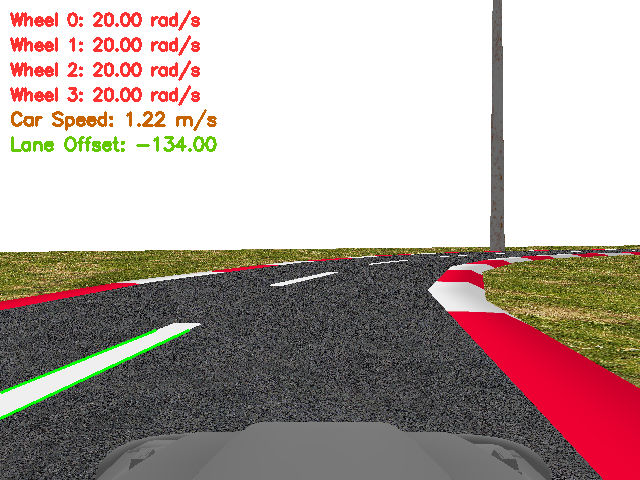 Wheel 0: 20.00 rad/s
Wheel 1: 20.00 rad/s
Wheel 2: 20.00 rad/s
Wheel 3: 20.00 rad/s
Car Speed: 1.22 m/s
Lane Offset: -134.00